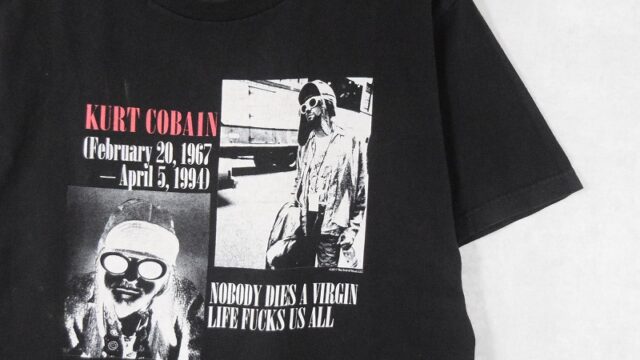 KURT COBAIN
(February 20, 1967
— April 5, 1994)
NOBODY DIES A VIRGIN
LIFE FUCKS US ALL